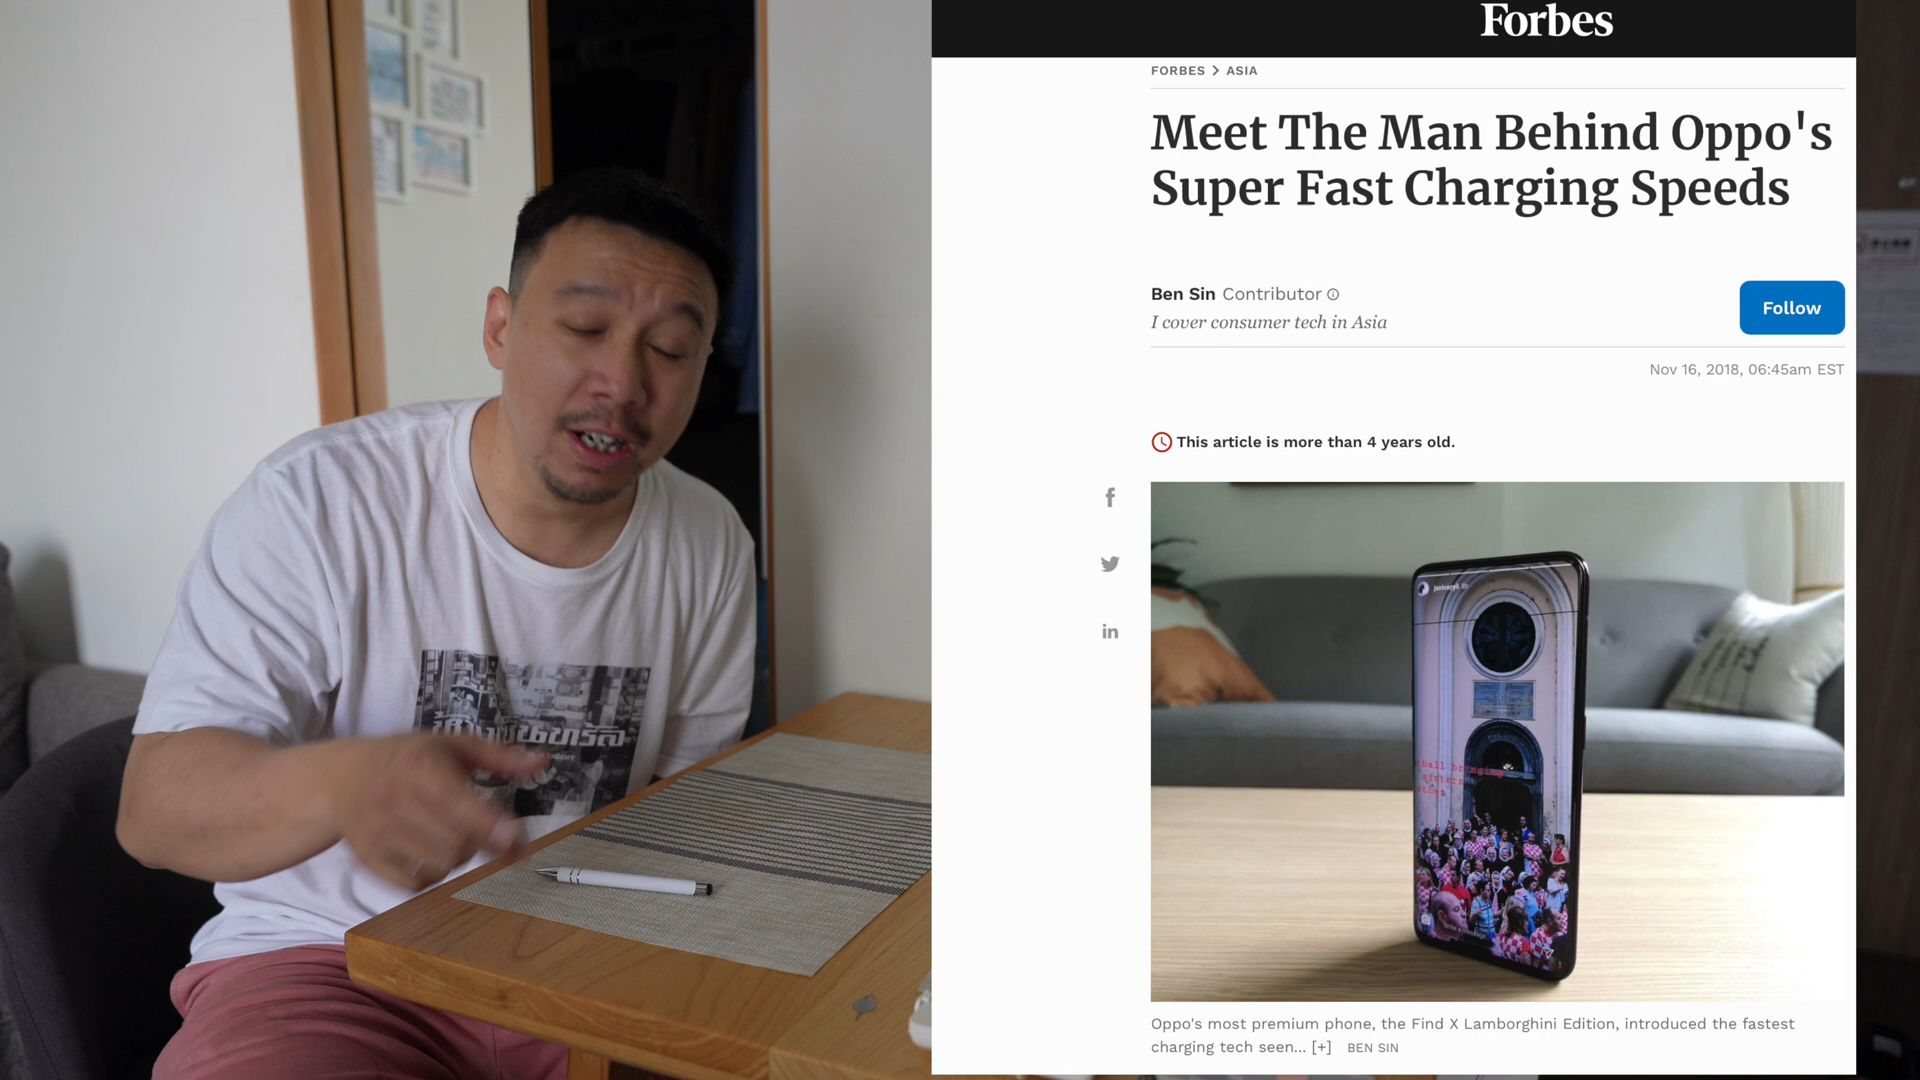 Forbes
FORBES > ASIA
Meet The Man Behind Oppo's
Super Fast Charging Speeds
Ben Sin Contributor
I cover consumer tech in Asia
Follow
Nov 16, 2018, 06:45am EST
This article is more than 4 years old.
Oppo's most premium phone, the Find X Lamborghini Edition, introduced the fastest
charging tech seen... [+] BEN SIN